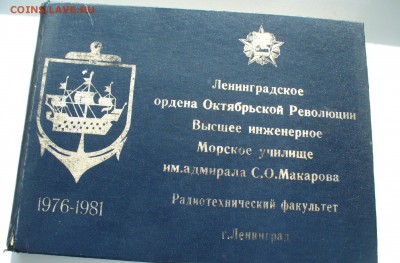 COINS.LAVE.RU
Ленинградское
ордена Октябрьской Революции
Высшее инженерное
Морское училище
им.адмирала С.О.Макарова
Радиотехнический факультет
г.Ленинград
1976-1981